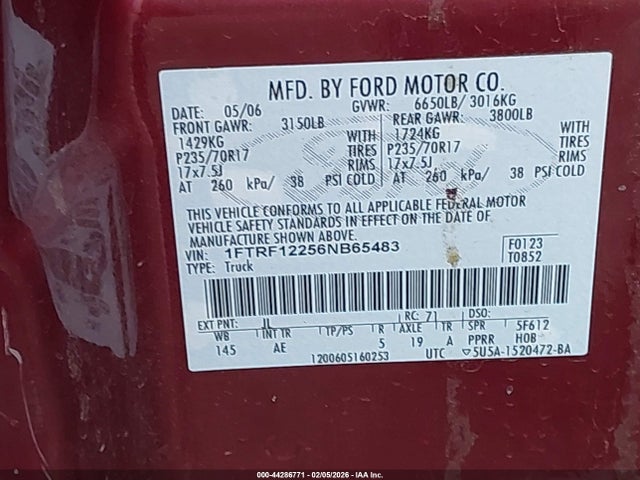 MFD. BY FORD MOTOR CO.
DATE: 05/06 GVWR: 6650LB/ 3016KG
FRONT GAWR: 3150LB REAR GAWR: 3800LB
1429KG WITH 1724KG WITH
P235/70R17 TIRES P235/70R17 TIRES
17x7.5J RIMS 17x7.5J RIMS
AT 260 kPa/ 38 PSI COLD AT 260 kPa/ 38 PSI COLD
THIS VEHICLE CONFORMS TO ALL APPLICABLE FEDERAL MOTOR
VEHICLE SAFETY STANDARDS IN EFFECT ON THE DATE OF
MANUFACTURE SHOWN ABOVE.
VIN: 1FTRF12256NB65483 F0123
TYPE: Truck T0852
EXT PNT: JL RC: 71 DSO:
WB INT TR TP/PS R AXLE TR SPR 5F612
145 AE 5 19 A PPRR HOB
1200605160253 UTC ▽5U5A-1520472-BA
000-44286771 - 02/05/2026 - IAA Inc.